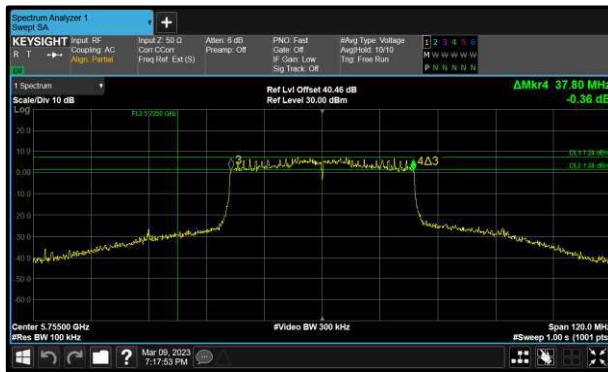 Spectrum Analyzer 1
Swept SA
+
KEYSIGHT
R T
Input: RF
Coupling: AC
Align: Partial
Input Z: 50 Ω
Corr CCorr
Freq Ref: Ext (S)
Atten: 6 dB
Preamp: Off
PNO: Fast
Gate: Off
IF Gain: Low
Sig Track: Off
#Avg Type: Voltage
Avg|Hold: 10/10
Trig: Free Run
1 2 3 4 5 6
M W W W W W
P N N N N N
1 Spectrum
Scale/Div 10 dB
Ref Lvl Offset 40.46 dB
Ref Level 30.00 dBm
ΔMkr4 37.80 MHz
-0.36 dB
Log
20.0
10.0
0.00
-10.0
-20.0
-30.0
-40.0
-50.0
-60.0
3
4Δ3
Center 5.75500 GHz
#Res BW 100 kHz
#Video BW 300 kHz
Span 120.0 MHz
#Sweep 1.00 s (1001 pts)
?
Mar 09, 2023
7:17:53 PM